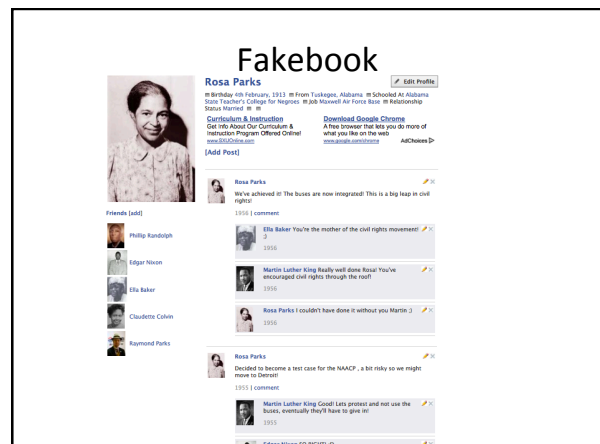 Fakebook
Rosa Parks
Edit Profile
Birthday 4th February, 1913 From Tuskegee, Alabama Schooled At Alabama
State Teacher's College for Negroes Job Maxwell Air Force Base Relationship
Status Married
Curriculum & Instruction
Get Info About Our Curriculum &
Instruction Program Offered Online!
www.SXUOnline.com
Download Google Chrome
A free browser that lets you do more of
what you like on the web
www.google.com/chrome
AdChoices
[Add Post]
Friends [add]
Phillip Randolph
Edgar Nixon
Ella Baker
Claudette Colvin
Raymond Parks
Rosa Parks
We've achieved it! The buses are now integrated! This is a big leap in civil
rights!
1956 | comment
Ella Baker You're the mother of the civil rights movement!
:)
1956
Martin Luther King Really well done Rosa! You've
encouraged civil rights through the roof!
1956
Rosa Parks I couldn't have done it without you Martin ;)
1956
Rosa Parks
Decided to become a test case for the NAACP , a bit risky so we might
move to Detroit!
1955 | comment
Martin Luther King Good! Lets protest and not use the
buses, eventually they'll have to give in!
1955